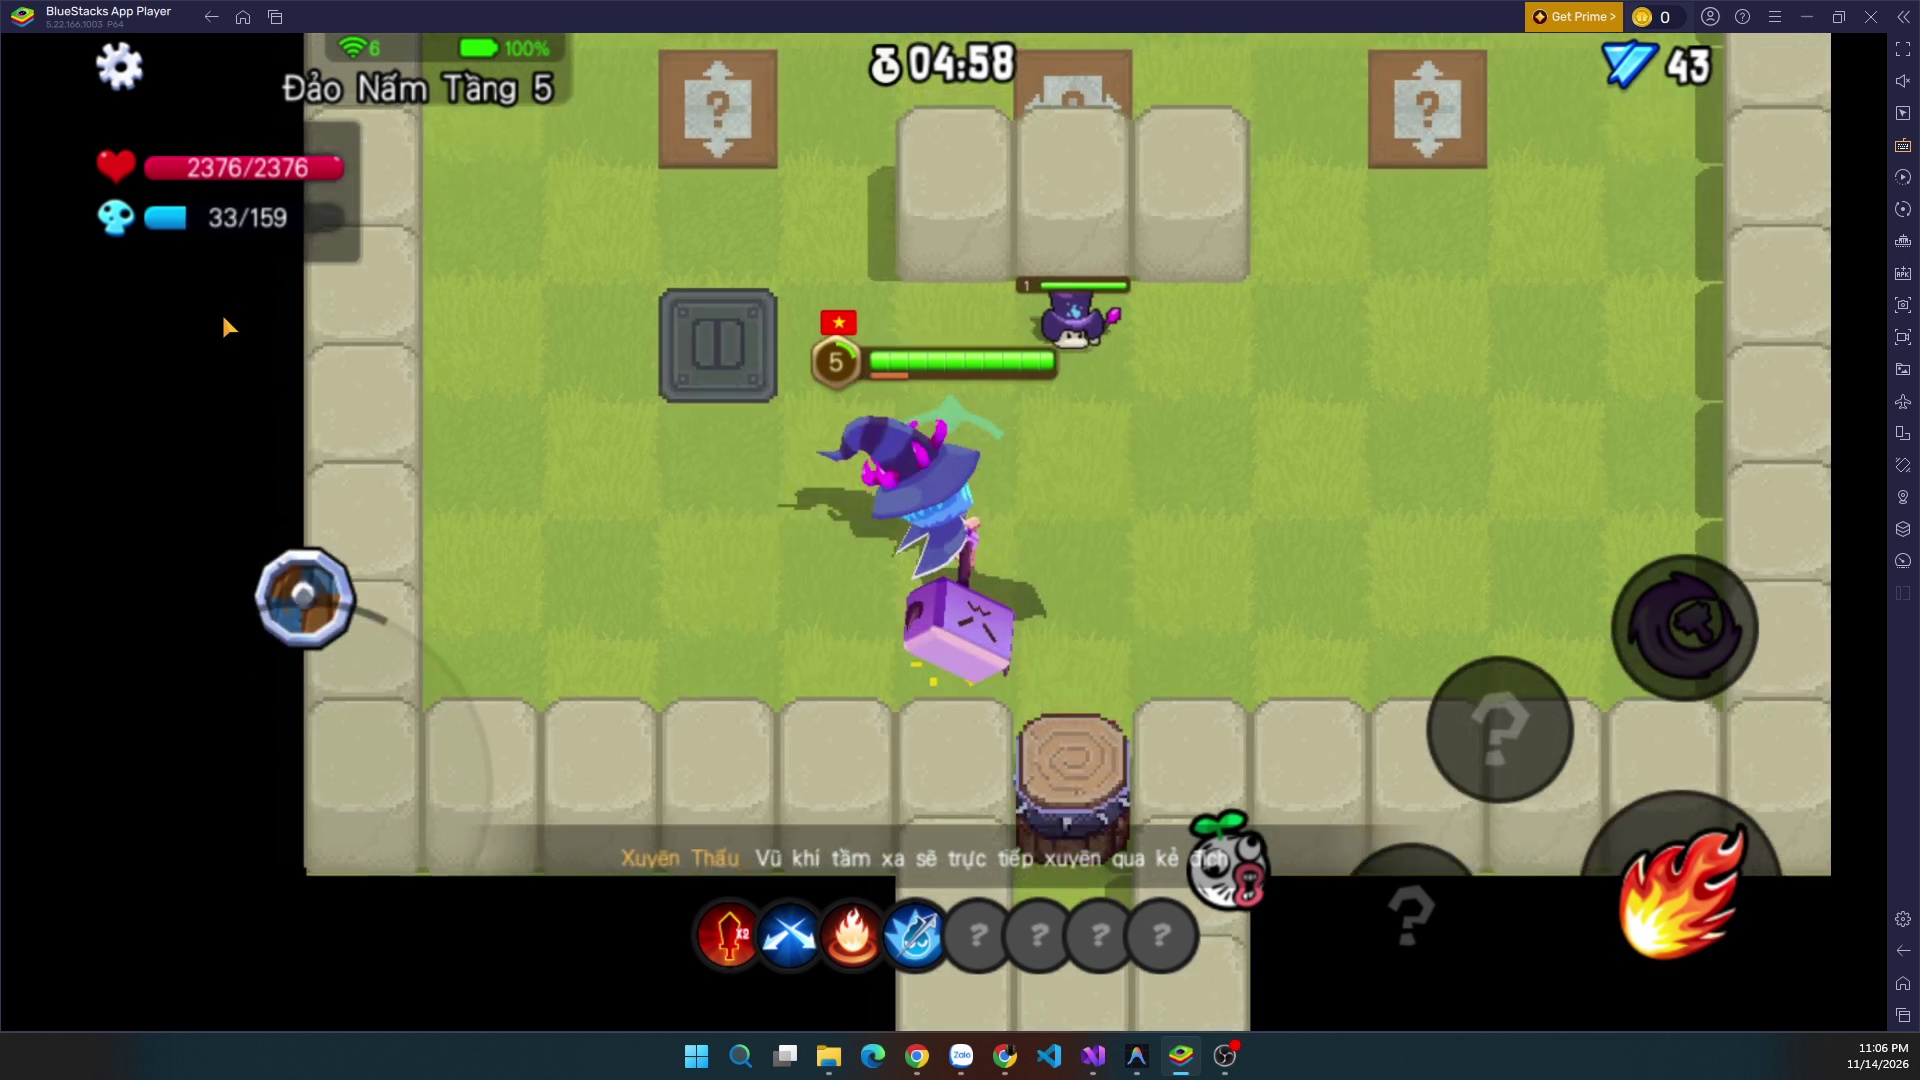 BlueStacks App Player
5.22.166.1003 P64
Get Prime >
0
6
100%
Đảo Nấm Tầng 5
04:58
43
2376/2376
33/159
1
5
Xuyên Thấu Vũ khí tầm xa sẽ trực tiếp xuyên qua kẻ địch
X2
? ? ? ?
Zalo
11:06 PM
11/14/2026